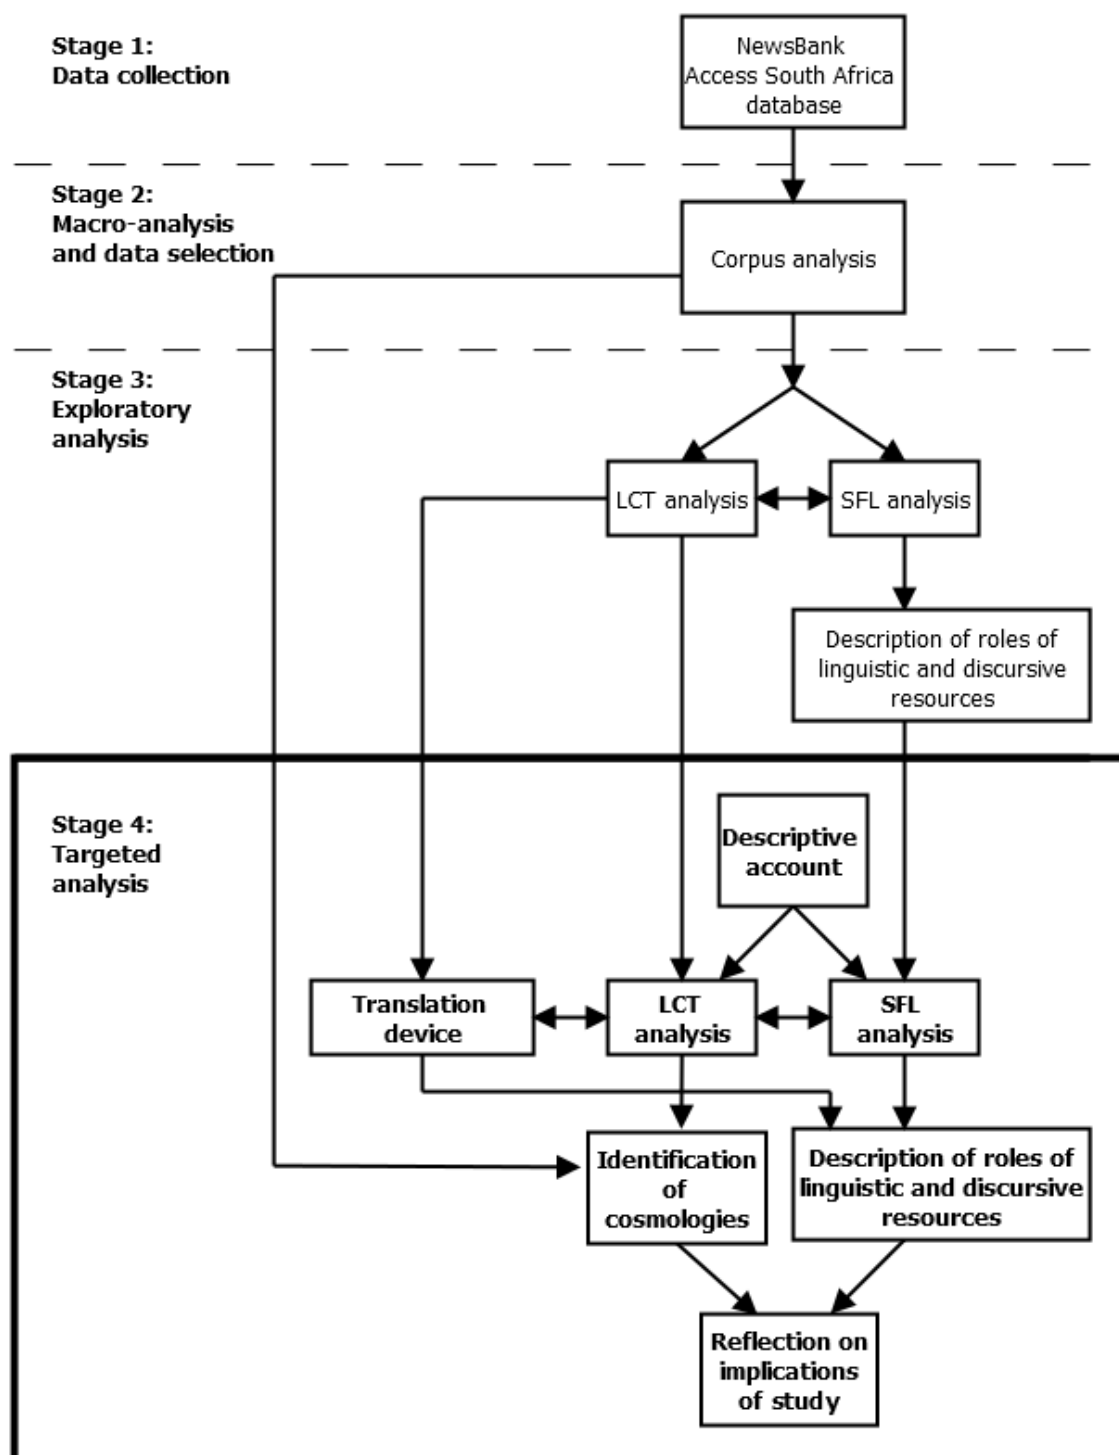 Stage 1:
Data collection
NewsBank
Access South Africa
database
Stage 2:
Macro-analysis
and data selection
Corpus analysis
Stage 3:
Exploratory
analysis
LCT analysis
SFL analysis
Description of roles of
linguistic and discursive
resources
Stage 4:
Targeted
analysis
Descriptive
account
Translation
device
LCT
analysis
SFL
analysis
Identification
of
cosmologies
Description of roles of
linguistic and discursive
resources
Reflection on
implications
of study